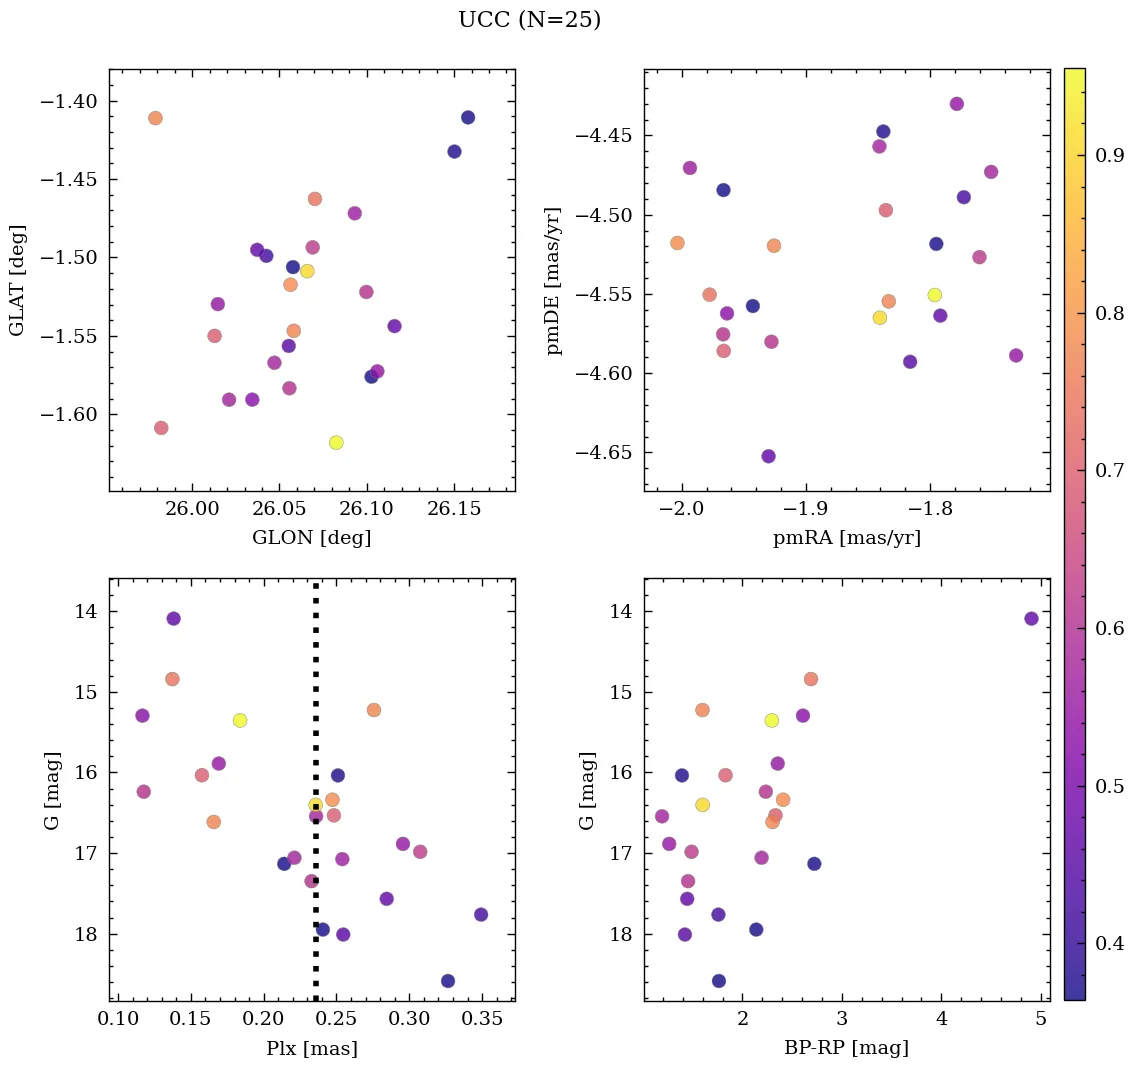 UCC (N=25)
−1.40
−1.45
−1.50
−1.55
−1.60
GLAT [deg]
26.00 26.05 26.10 26.15
GLON [deg]
−4.45
−4.50
−4.55
−4.60
−4.65
pmDE [mas/yr]
−2.0 −1.9 −1.8
pmRA [mas/yr]
0.9
0.8
0.7
0.6
0.5
0.4
14
15
16
17
18
G [mag]
0.10 0.15 0.20 0.25 0.30 0.35
Plx [mas]
14
15
16
17
18
G [mag]
2 3 4 5
BP-RP [mag]